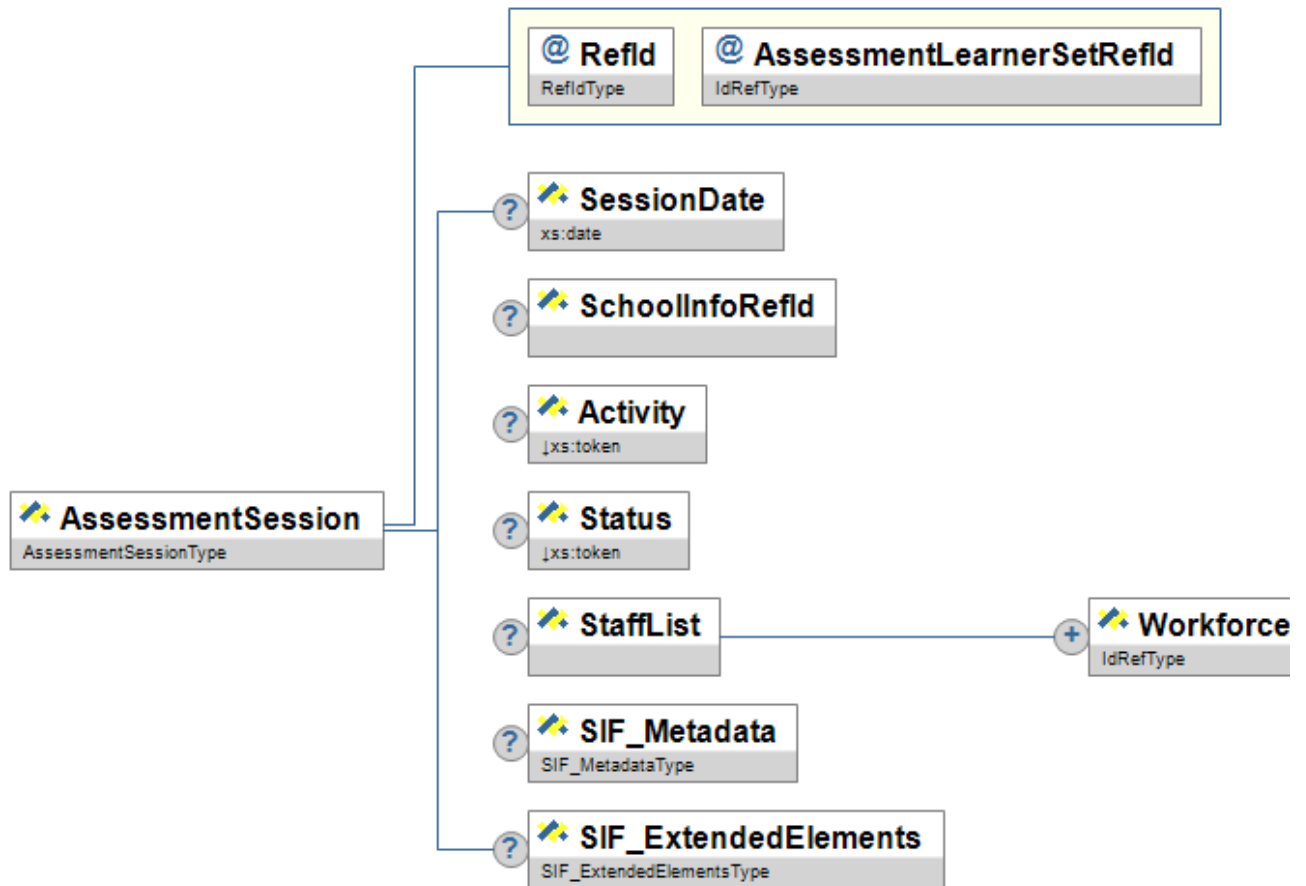 @ RefId
RefIdType
@ AssessmentLearnerSetRefId
IdRefType
? SessionDate
xs:date
? SchoolInfoRefId
? Activity
↓xs:token
AssessmentSession
AssessmentSessionType
? Status
↓xs:token
? StaffList
+ Workforce
IdRefType
? SIF_Metadata
SIF_MetadataType
? SIF_ExtendedElements
SIF_ExtendedElementsType